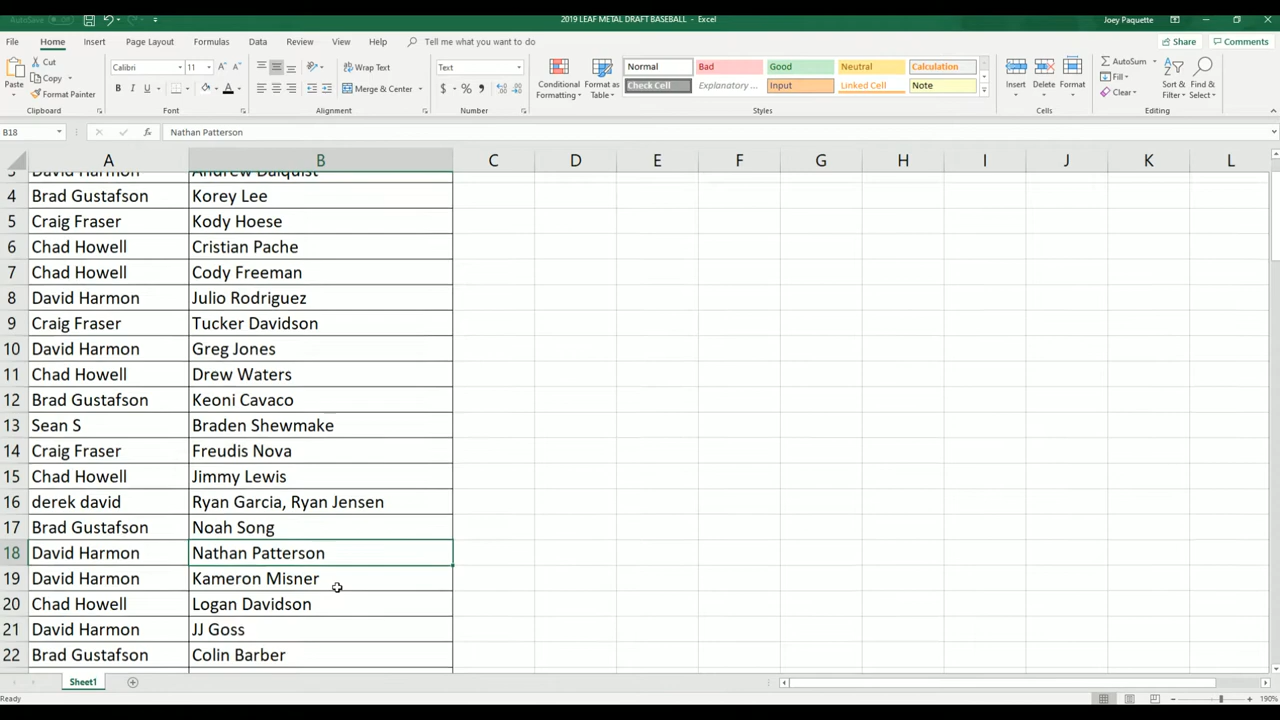 AutoSave Off 2019 LEAF METAL DRAFT BASEBALL - Excel Joey Paquette
File Home Insert Page Layout Formulas Data Review View Help Tell me what you want to do Share Comments
Cut
Copy
Format Painter
Paste
Clipboard
Calibri 11
B I U
Font
Wrap Text
Merge & Center
Alignment
Text
$ % ,
Number
Conditional Formatting
Format as Table
Normal Bad Good Neutral Calculation
Check Cell Explanatory ... Input Linked Cell Note
Styles
Insert Delete Format
Cells
AutoSum
Fill
Clear
Sort & Filter
Find & Select
Editing
B18 fx Nathan Patterson
A B C D E F G H I J K L
3 David Harmon Andrew Dalquist
4 Brad Gustafson Korey Lee
5 Craig Fraser Kody Hoese
6 Chad Howell Cristian Pache
7 Chad Howell Cody Freeman
8 David Harmon Julio Rodriguez
9 Craig Fraser Tucker Davidson
10 David Harmon Greg Jones
11 Chad Howell Drew Waters
12 Brad Gustafson Keoni Cavaco
13 Sean S Braden Shewmake
14 Craig Fraser Freudis Nova
15 Chad Howell Jimmy Lewis
16 derek david Ryan Garcia, Ryan Jensen
17 Brad Gustafson Noah Song
18 David Harmon Nathan Patterson
19 David Harmon Kameron Misner
20 Chad Howell Logan Davidson
21 David Harmon JJ Goss
22 Brad Gustafson Colin Barber
Sheet1
Ready 190%